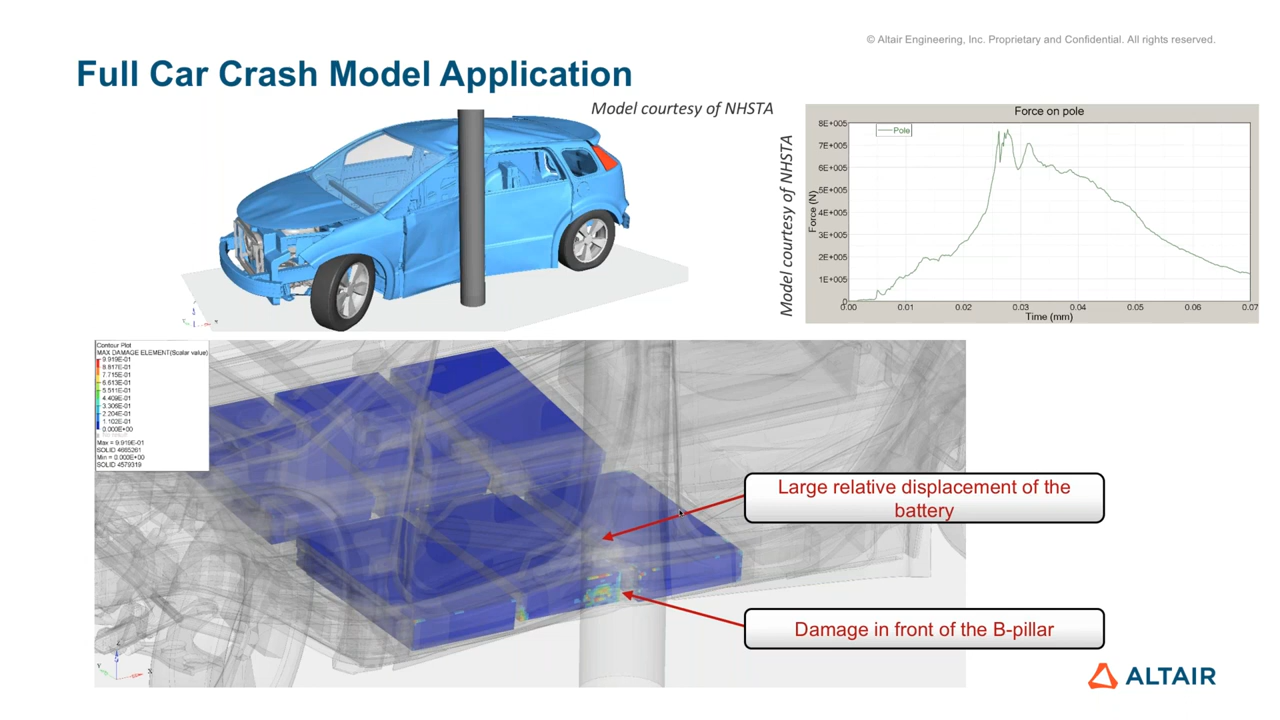 © Altair Engineering, Inc. Proprietary and Confidential. All rights reserved.
Full Car Crash Model Application
Model courtesy of NHSTA
Model courtesy of NHSTA
Force on pole
Pole
Force (N)
8E+005
7E+005
6E+005
5E+005
4E+005
3E+005
2E+005
1E+005
0
0.00 0.01 0.02 0.03 0.04 0.05 0.06 0.07
Time (mm)
Contour Plot
MAX DAMAGE ELEMENT(Scalar value)
9.919E-01
8.817E-01
7.715E-01
6.613E-01
5.511E-01
4.409E-01
3.306E-01
2.204E-01
1.102E-01
0.000E+00
No result
Max = 9.919E-01
SOLID 4665261
Min = 0.000E+00
SOLID 4579319
Large relative displacement of the
battery
Damage in front of the B-pillar
ALTAIR